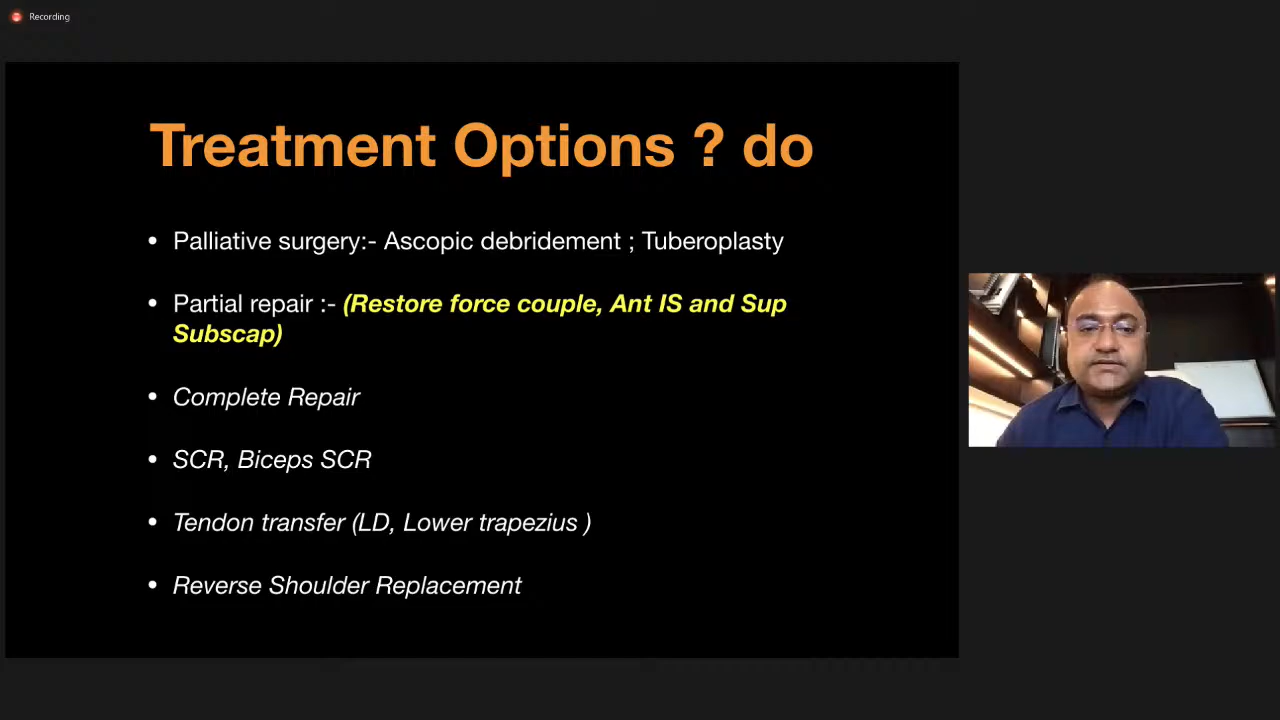 Recording
Treatment Options ? do
• Palliative surgery:- Ascopic debridement ; Tuberoplasty
• Partial repair :- (Restore force couple, Ant IS and Sup
Subscap)
• Complete Repair
• SCR, Biceps SCR
• Tendon transfer (LD, Lower trapezius )
• Reverse Shoulder Replacement